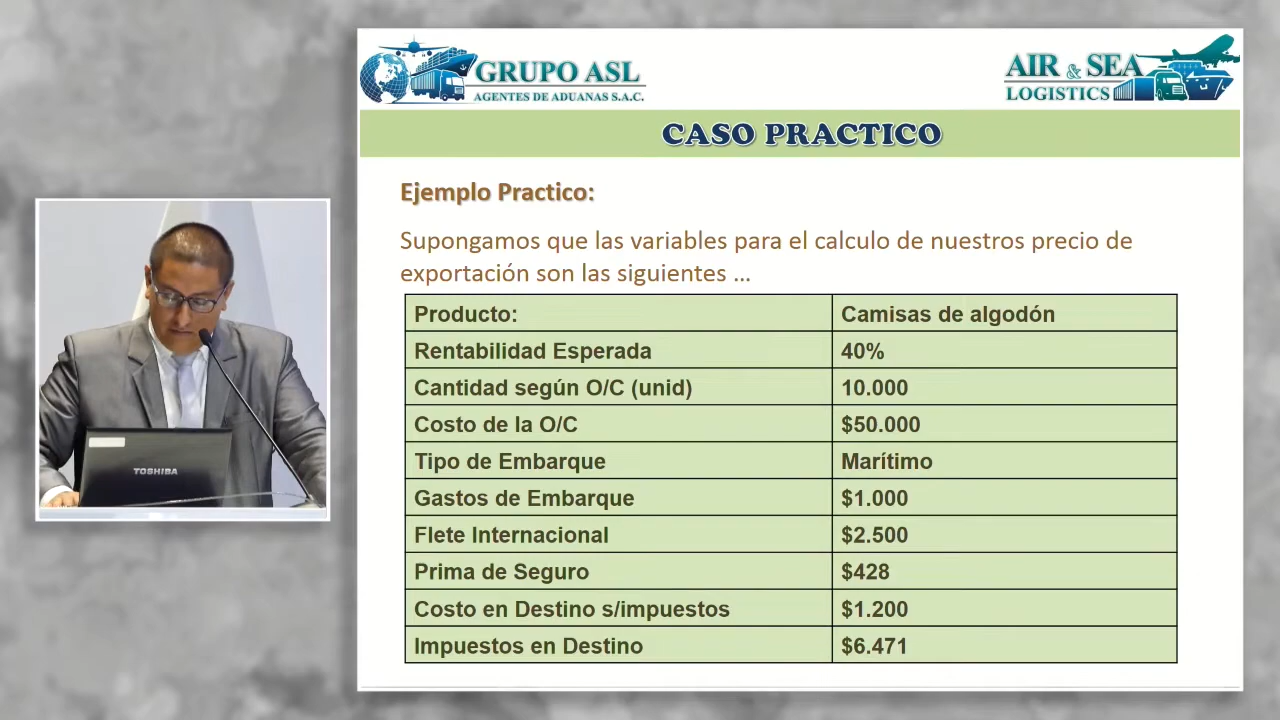 GRUPO ASL
AGENTES DE ADUANAS S.A.C.
AIR & SEA
LOGISTICS
CASO PRACTICO
Ejemplo Practico:
Supongamos que las variables para el calculo de nuestros precio de
exportación son las siguientes ...
Producto: Camisas de algodón
Rentabilidad Esperada 40%
Cantidad según O/C (unid) 10.000
Costo de la O/C $50.000
Tipo de Embarque Marítimo
Gastos de Embarque $1.000
Flete Internacional $2.500
Prima de Seguro $428
Costo en Destino s/impuestos $1.200
Impuestos en Destino $6.471
TOSHIBA